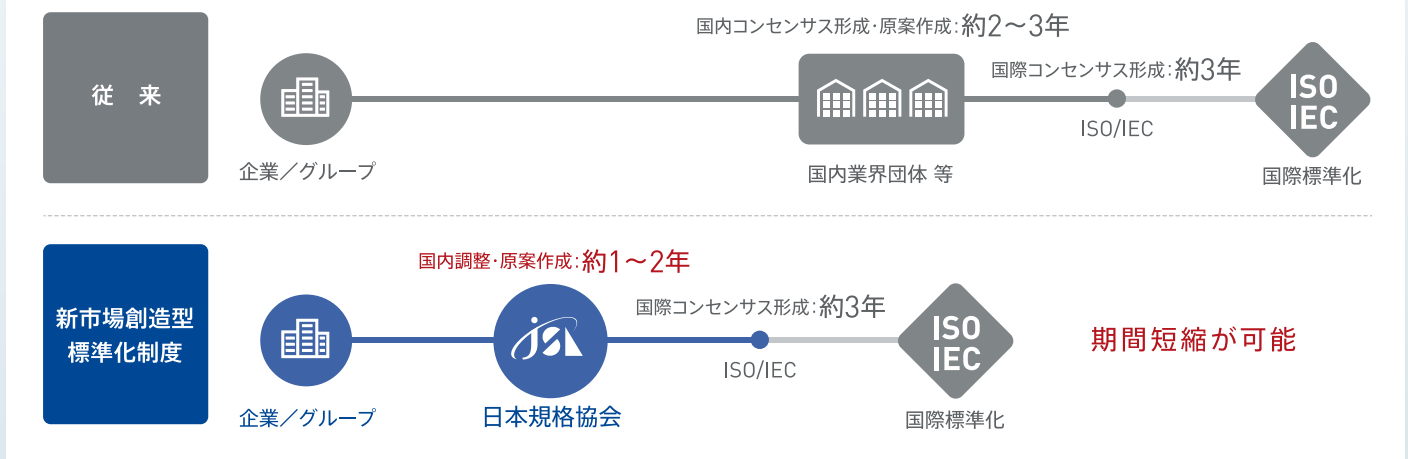 従 来
国内コンセンサス形成・原案作成：約2～3年
国際コンセンサス形成：約3年
ISO
IEC
ISO/IEC
企業／グループ
国内業界団体 等
国際標準化
新市場創造型
標準化制度
国内調整・原案作成：約1～2年
国際コンセンサス形成：約3年
jSA
ISO
IEC
期間短縮が可能
ISO/IEC
企業／グループ
日本規格協会
国際標準化